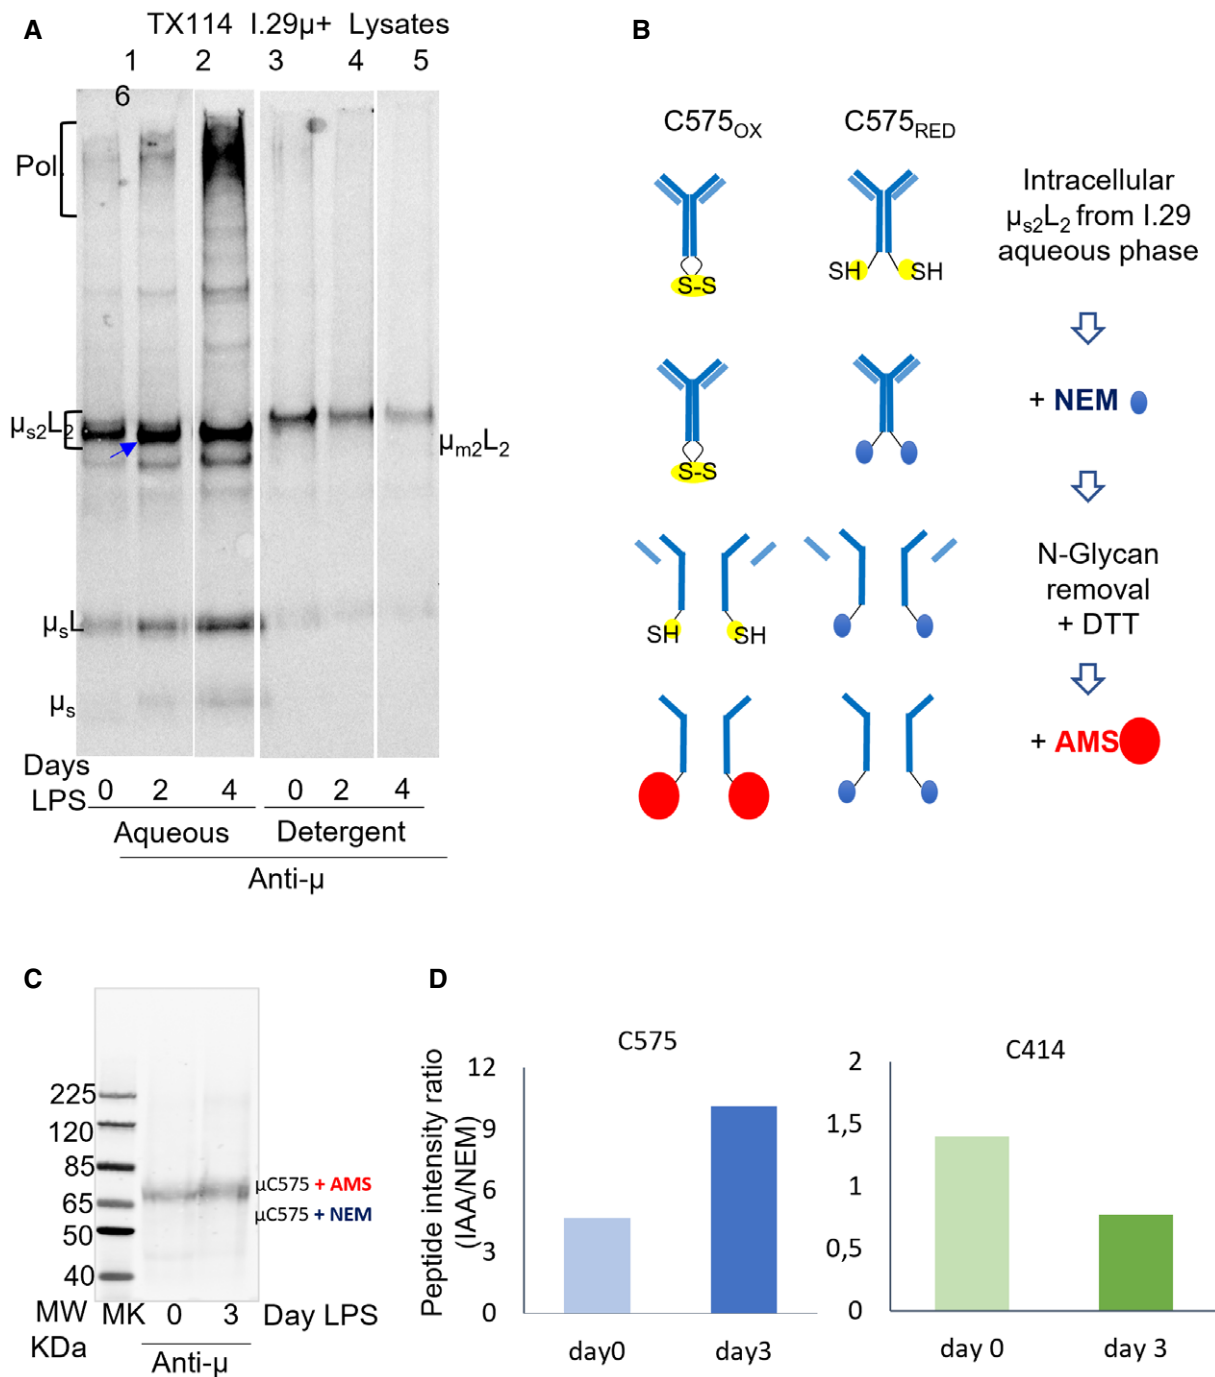 A
TX114 I.29μ+ Lysates
1 2 3 4 5
6
Pol
μs2L2
μm2L2
μsL
μs
Days
LPS
0 2 4 0 2 4
Aqueous Detergent
Anti-μ
B
C575OX C575RED
Intracellular
μs2L2 from I.29
aqueous phase
S-S
SH SH
+ NEM
S-S
N-Glycan
removal
+ DTT
SH SH
+ AMS
C
225
120
85
65
50
40
μC575 + AMS
μC575 + NEM
MW MK 0 3 Day LPS
KDa
Anti-μ
D
Peptide intensity ratio
(IAA/NEM)
C575
12
9
6
3
0
day0 day3
C414
2
1,5
1
0,5
0
day 0 day 3